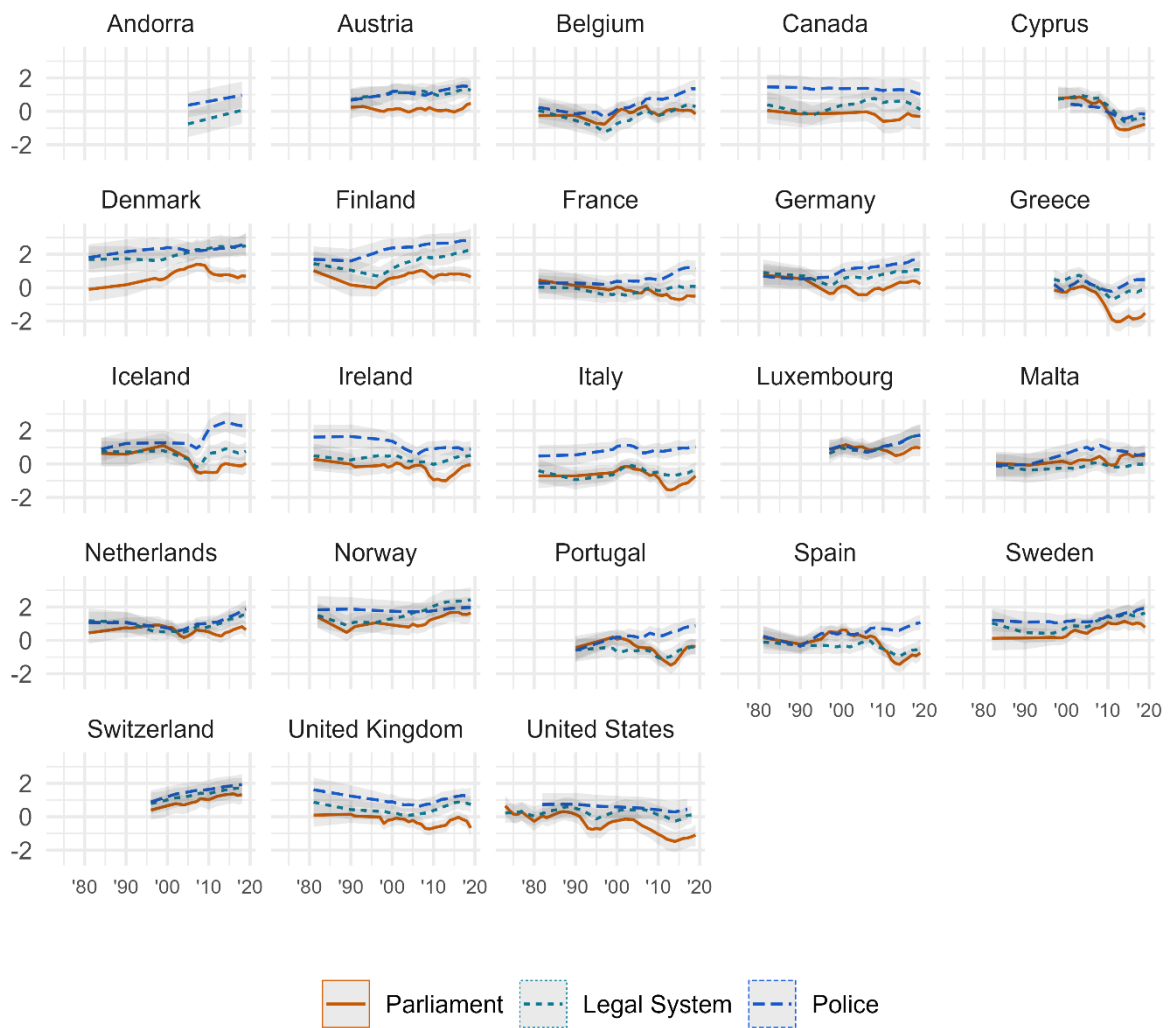 Andorra Austria Belgium Canada Cyprus
2
0
-2
Denmark Finland France Germany Greece
2
0
-2
Iceland Ireland Italy Luxembourg Malta
2
0
-2
Netherlands Norway Portugal Spain Sweden
2
0
-2
'80 '90 '00 '10 '20 '80 '90 '00 '10 '20
Switzerland United Kingdom United States
2
0
-2
'80 '90 '00 '10 '20 '80 '90 '00 '10 '20 '80 '90 '00 '10 '20
Parliament Legal System Police